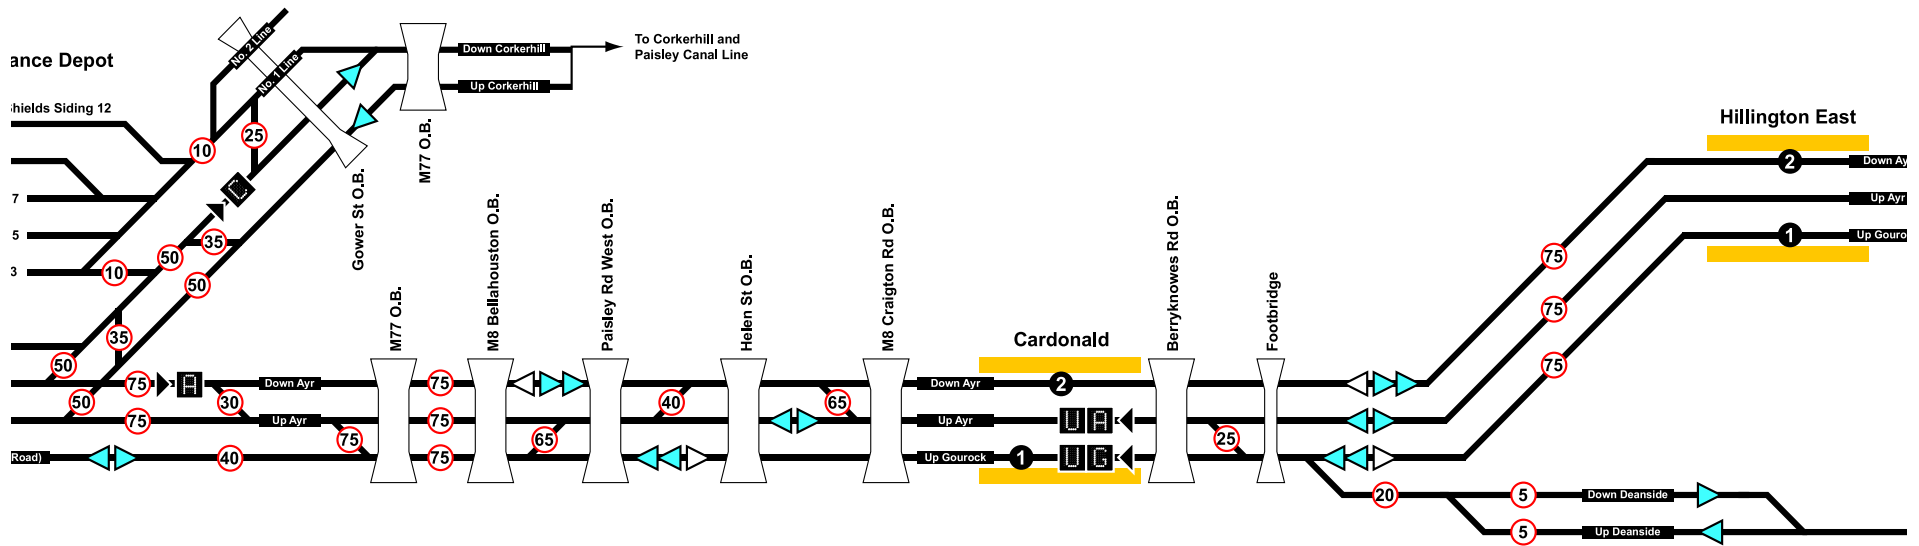 ance Depot
Shields Siding 12
7
5
3
No. 2 Line
No. 1 Line
10
25
C
35
50
50
10
35
50
50
Gower St O.B.
M77 O.B.
Down Corkerhill
Up Corkerhill
To Corkerhill and
Paisley Canal Line
75
A
30
75
Road)
40
Down Ayr
Up Ayr
75
M77 O.B.
75
75
75
M8 Bellahouston O.B.
65
Paisley Rd West O.B.
40
Helen St O.B.
65
M8 Craigton Rd O.B.
Cardonald
Down Ayr
2
Up Ayr
U A
Up Gourock
1
U G
Berryknowes Rd O.B.
25
Footbridge
75
75
75
20
5
Down Deanside
5
Up Deanside
Hillington East
2
Down Ay
Up Ayr
1
Up Gouro